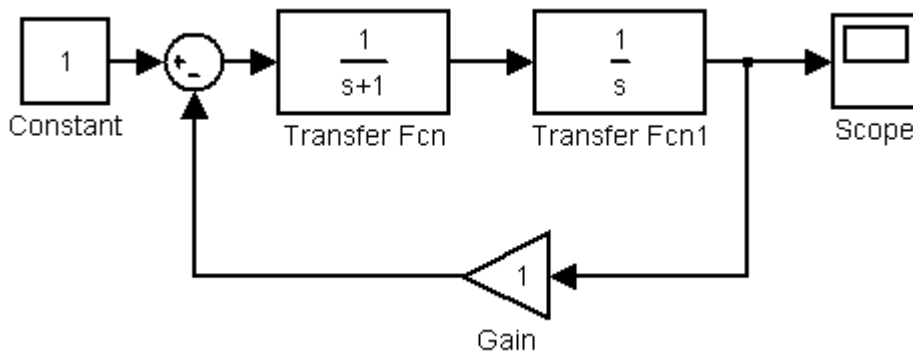 1
Constant
+
-
1
s+1
Transfer Fcn
1
s
Transfer Fcn1
Scope
1
Gain